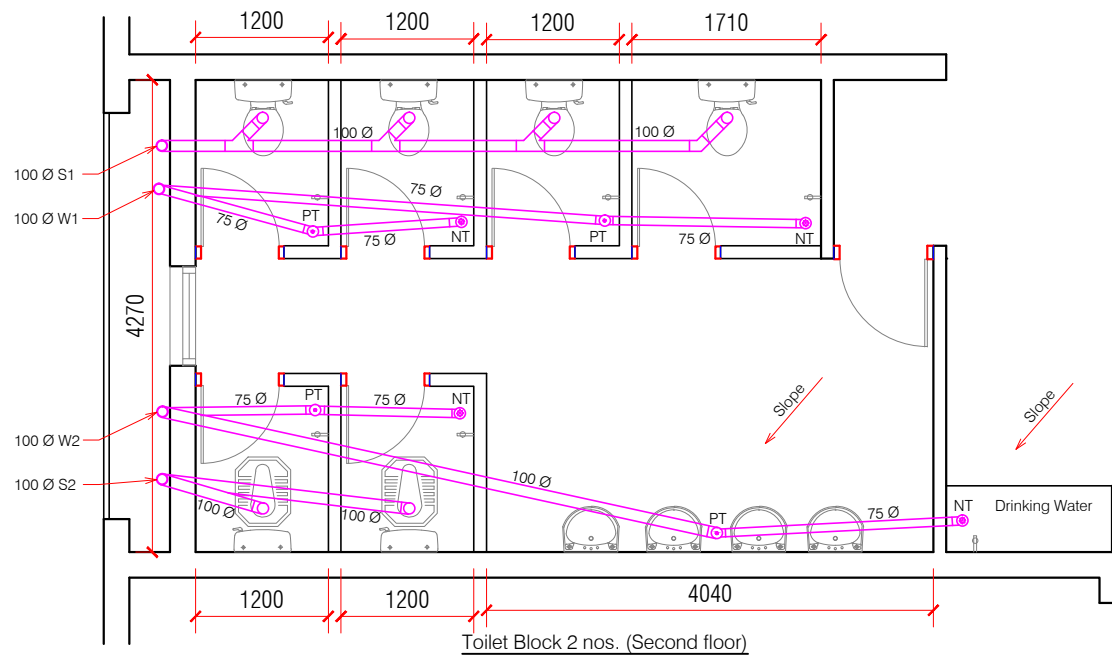 1200
1200
1200
1710
100 Ø
100 Ø
100 Ø S1
75 Ø
100 Ø W1
75 Ø
PT
75 Ø
NT
PT
75 Ø
NT
4270
75 Ø
PT
75 Ø
NT
Slope
Slope
100 Ø W2
100 Ø S2
100 Ø
100 Ø
100 Ø
PT
75 Ø
NT
Drinking Water
1200
1200
4040
Toilet Block 2 nos. (Second floor)